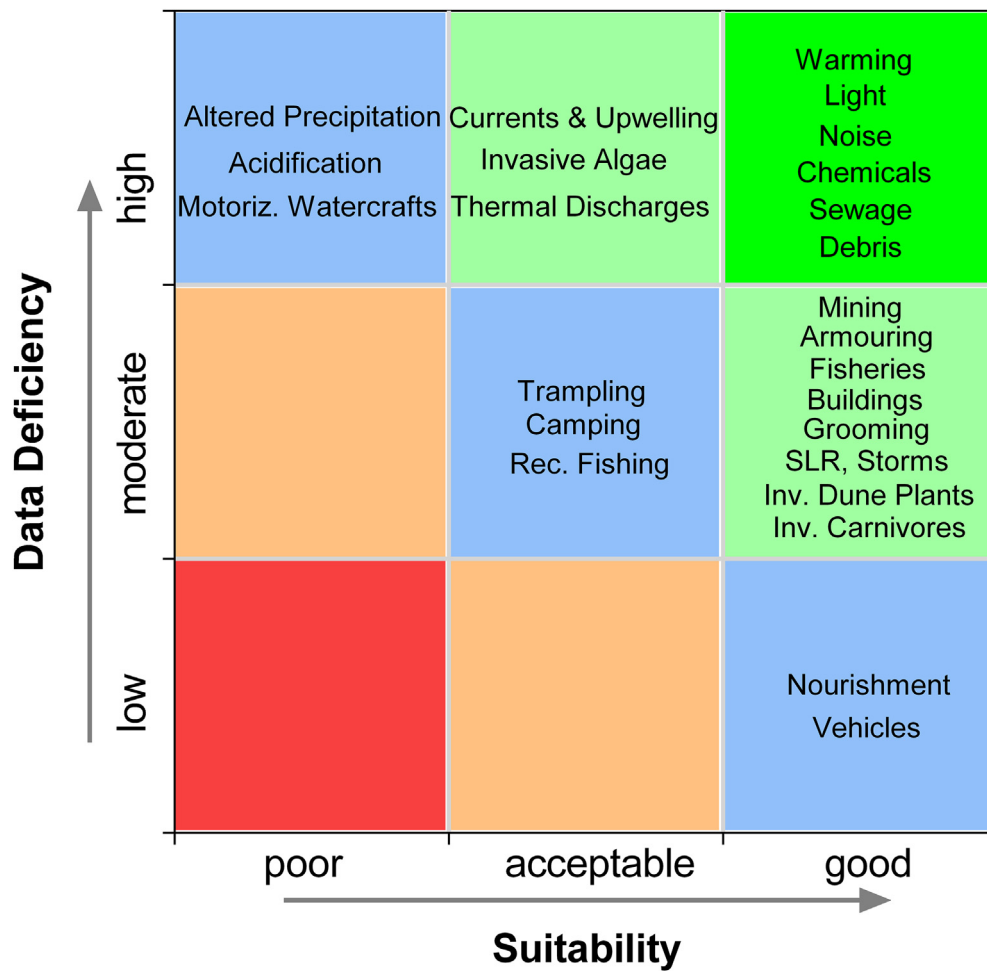 Data Deficiency
high
moderate
low
Altered Precipitation
Acidification
Motoriz. Watercrafts
Currents & Upwelling
Invasive Algae
Thermal Discharges
Warming
Light
Noise
Chemicals
Sewage
Debris
Trampling
Camping
Rec. Fishing
Mining
Armouring
Fisheries
Buildings
Grooming
SLR, Storms
Inv. Dune Plants
Inv. Carnivores
Nourishment
Vehicles
poor
acceptable
good
Suitability